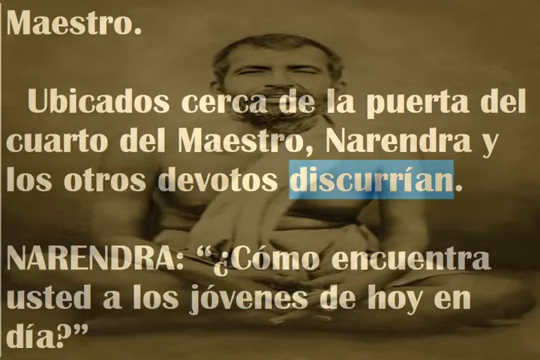 Maestro.
Ubicados cerca de la puerta del
cuarto del Maestro, Narendra y
los otros devotos discurrían.
NARENDRA: “¿Cómo encuentra
usted a los jóvenes de hoy en
día?”